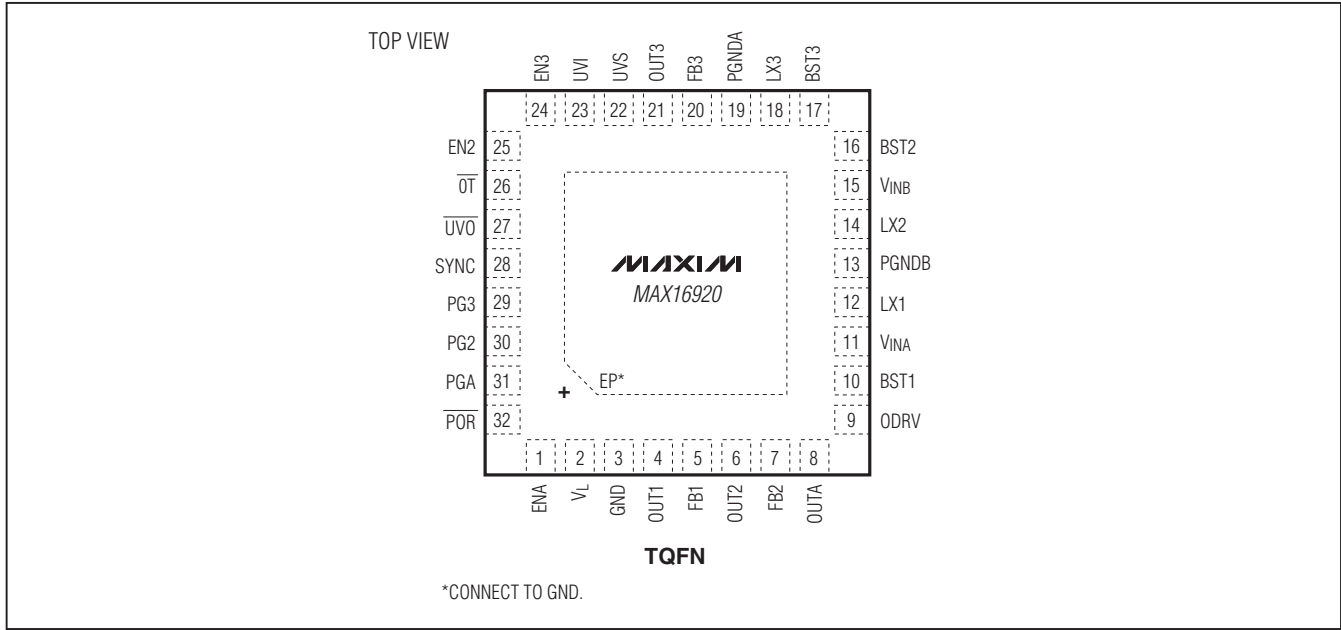 TOP VIEW
EN3 UVI UVS OUT3 FB3 PGNDA LX3 BST3
24 23 22 21 20 19 18 17
EN2 25 16 BST2
O̅T̅ 26 15 VINB
U̅V̅O̅ 27 14 LX2
SYNC 28 13 PGNDB
MAXIM
MAX16920
PG3 29 12 LX1
PG2 30 11 VINA
PGA 31 10 BST1
+ EP*
P̅O̅R̅ 32 9 ODRV
1 2 3 4 5 6 7 8
ENA VL GND OUT1 FB1 OUT2 FB2 OUTA
TQFN
*CONNECT TO GND.